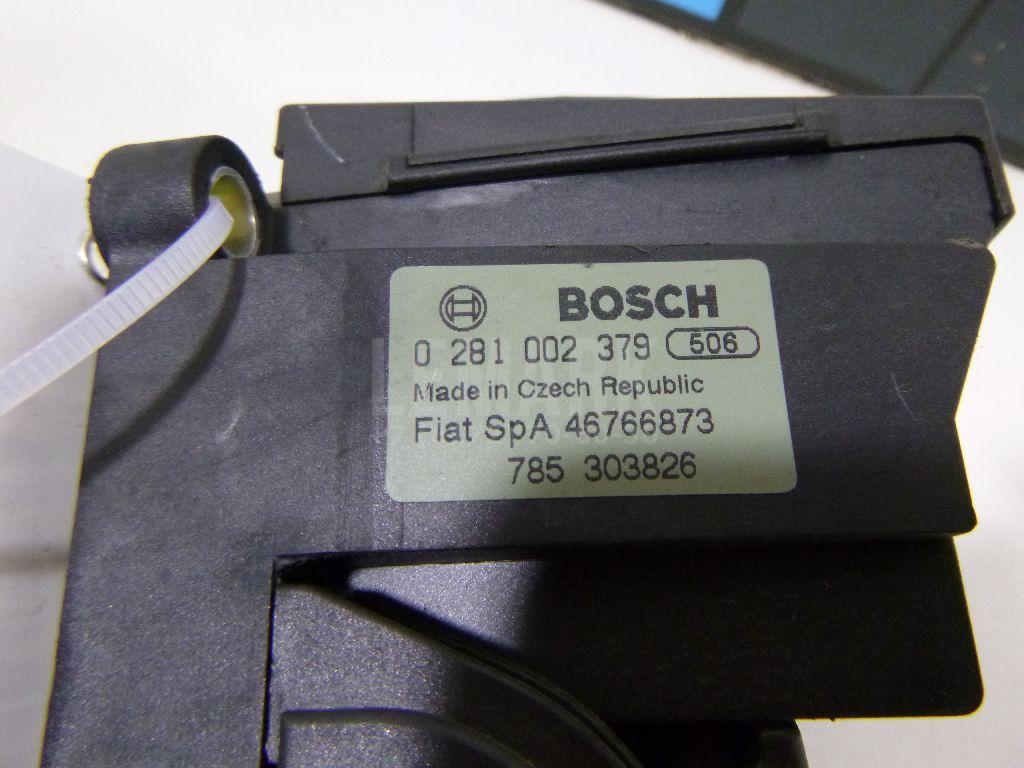 BOSCH
0 281 002 379 506
Made in Czech Republic
Fiat SpA 46766873
785 303826